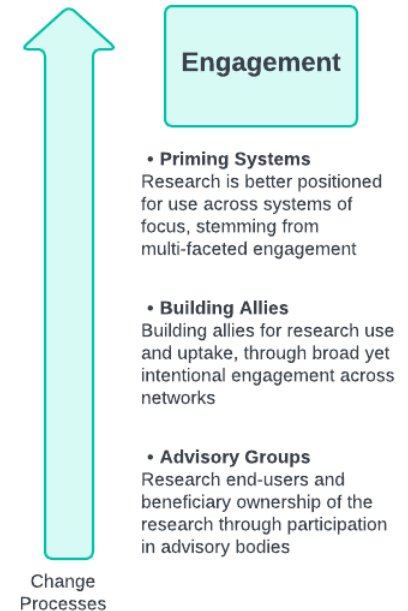 Engagement
• Priming Systems
Research is better positioned
for use across systems of
focus, stemming from
multi-faceted engagement
• Building Allies
Building allies for research use
and uptake, through broad yet
intentional engagement across
networks
• Advisory Groups
Research end-users and
beneficiary ownership of the
research through participation
in advisory bodies
Change
Processes